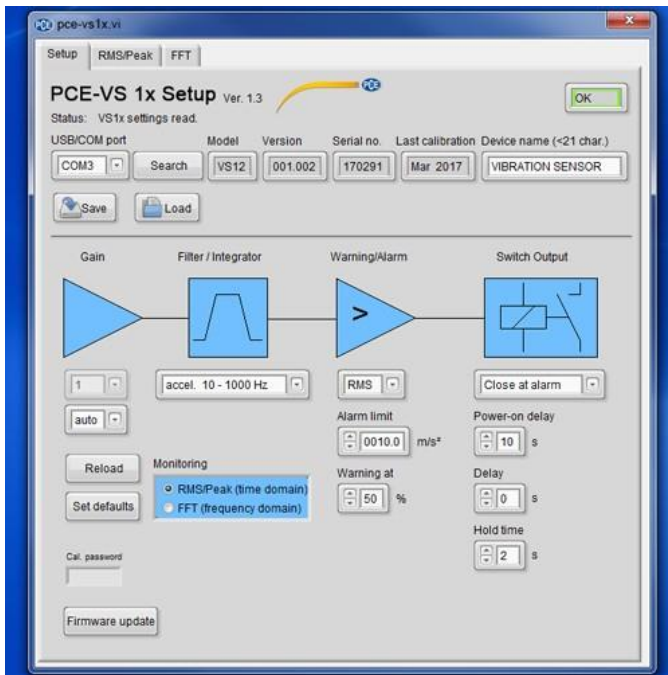 pce-vs1x.vi
Setup RMS/Peak FFT
PCE-VS 1x Setup Ver. 1.3 PCE OK
Status: VS1x settings read.
USB/COM port Model Version Serial no. Last calibration Device name (<21 char.)
COM3 Search VS12 001.002 170291 Mar 2017 VIBRATION SENSOR
Save Load
Gain Filter / Integrator Warning/Alarm Switch Output
>
1 accel. 10 - 1000 Hz RMS Close at alarm
auto
Alarm limit Power-on delay
0010.0 m/s² 10 s
Reload Monitoring Warning at Delay
RMS/Peak (time domain) 50 % 0 s
Set defaults FFT (frequency domain)
Hold time
2 s
Cal. password
Firmware update